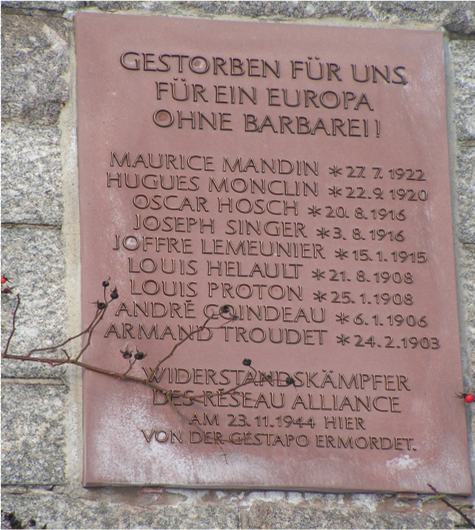 GESTORBEN FÜR UNS
FÜR EIN EUROPA
OHNE BARBAREI!
MAURICE MANDIN *27.7.1922
HUGUES MONCLIN *22.9.1920
OSCAR HOSCH *20.8.1916
JOSEPH SINGER *3.8.1916
JOFFRE LEMEUNIER *15.1.1915
LOUIS HELAULT *21.8.1908
LOUIS PROTON *25.1.1908
ANDRÉ COINDEAU *6.1.1906
ARMAND TROUDET *24.2.1903
WIDERSTANDSKÄMPFER
DES RÉSEAU ALLIANCE
AM 23.11.1944 HIER
VON DER GESTAPO ERMORDET.